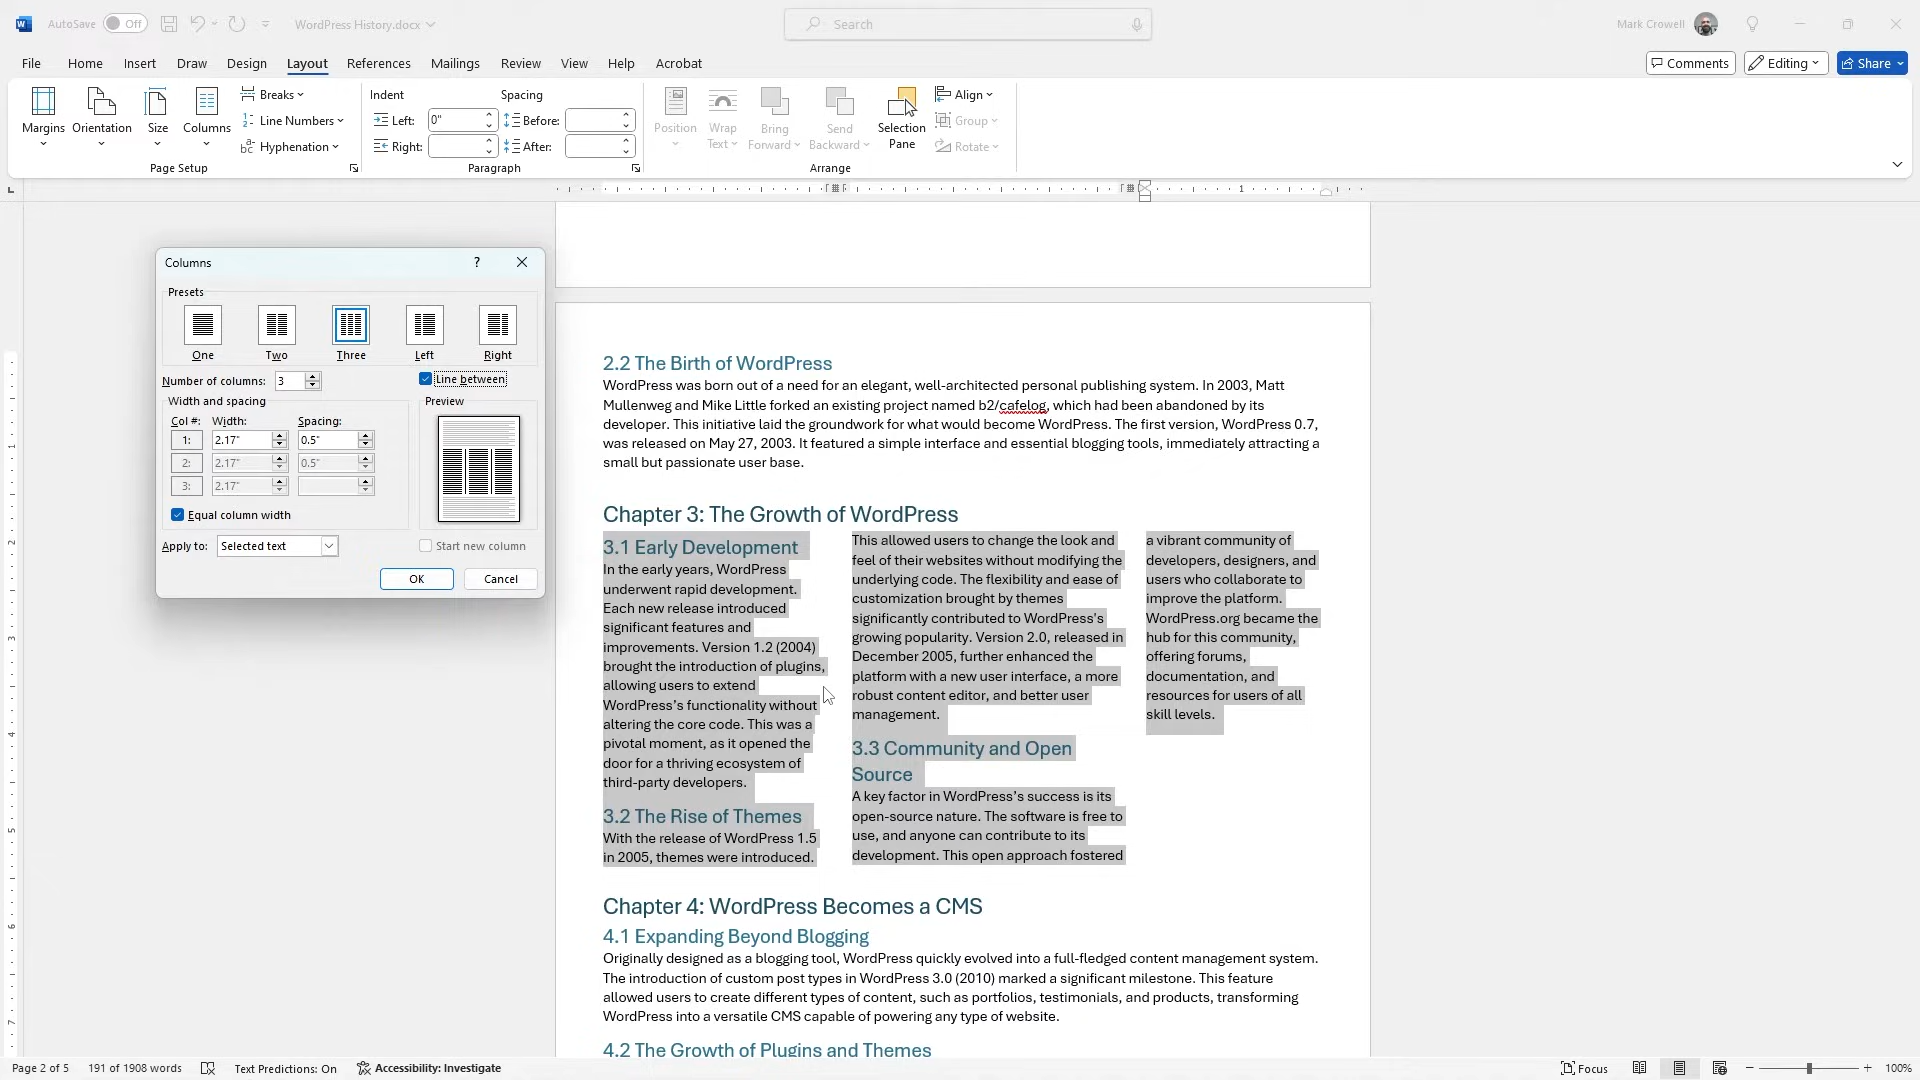 AutoSave Off WordPress History.docx Search Mark Crowell
File Home Insert Draw Design Layout References Mailings Review View Help Acrobat Comments Editing Share
Margins Orientation Size Columns
Breaks
Line Numbers
Hyphenation
Page Setup
Indent Spacing
Left: 0" Before:
Right: After:
Paragraph
Position
Wrap
Text
Bring
Forward
Send
Backward
Selection
Pane
Align
Group
Rotate
Arrange
1
Columns ?
Presets
One Two Three Left Right
Number of columns: 3 Line between
Width and spacing Preview
Col #: Width: Spacing:
1: 2.17" 0.5"
2: 2.17" 0.5"
3: 2.17"
Equal column width
Apply to: Selected text Start new column
OK Cancel
1
2
3
4
5
6
7
2.2 The Birth of WordPress
WordPress was born out of a need for an elegant, well-architected personal publishing system. In 2003, Matt
Mullenweg and Mike Little forked an existing project named b2/cafelog, which had been abandoned by its
developer. This initiative laid the groundwork for what would become WordPress. The first version, WordPress 0.7,
was released on May 27, 2003. It featured a simple interface and essential blogging tools, immediately attracting a
small but passionate user base.
Chapter 3: The Growth of WordPress
3.1 Early Development
In the early years, WordPress
underwent rapid development.
Each new release introduced
significant features and
improvements. Version 1.2 (2004)
brought the introduction of plugins,
allowing users to extend
WordPress's functionality without
altering the core code. This was a
pivotal moment, as it opened the
door for a thriving ecosystem of
third-party developers.
3.2 The Rise of Themes
With the release of WordPress 1.5
in 2005, themes were introduced.
This allowed users to change the look and
feel of their websites without modifying the
underlying code. The flexibility and ease of
customization brought by themes
significantly contributed to WordPress's
growing popularity. Version 2.0, released in
December 2005, further enhanced the
platform with a new user interface, a more
robust content editor, and better user
management.
3.3 Community and Open
Source
A key factor in WordPress's success is its
open-source nature. The software is free to
use, and anyone can contribute to its
development. This open approach fostered
a vibrant community of
developers, designers, and
users who collaborate to
improve the platform.
WordPress.org became the
hub for this community,
offering forums,
documentation, and
resources for users of all
skill levels.
Chapter 4: WordPress Becomes a CMS
4.1 Expanding Beyond Blogging
Originally designed as a blogging tool, WordPress quickly evolved into a full-fledged content management system.
The introduction of custom post types in WordPress 3.0 (2010) marked a significant milestone. This feature
allowed users to create different types of content, such as portfolios, testimonials, and products, transforming
WordPress into a versatile CMS capable of powering any type of website.
4.2 The Growth of Plugins and Themes
Page 2 of 5 191 of 1908 words Text Predictions: On Accessibility: Investigate Focus 100%